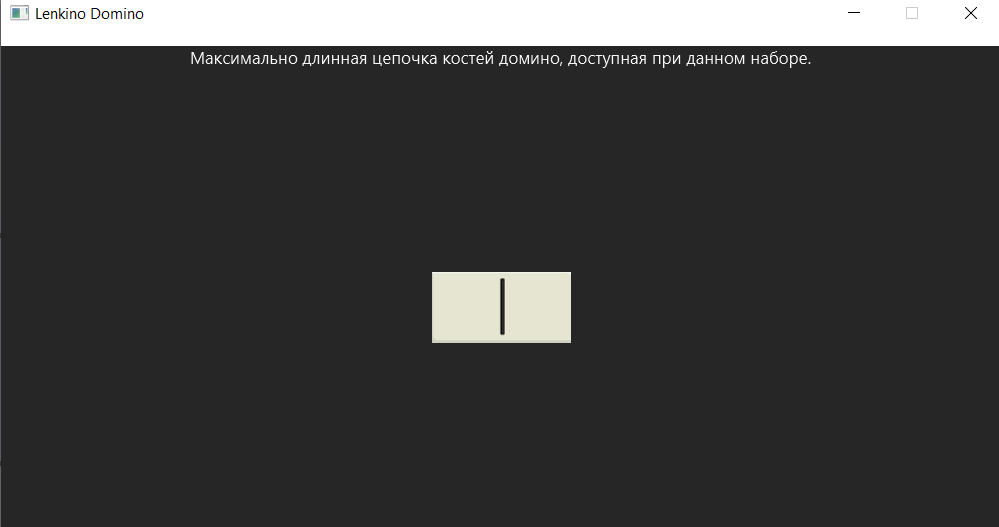 Lenkino Domino
Максимально длинная цепочка костей домино, доступная при данном наборе.